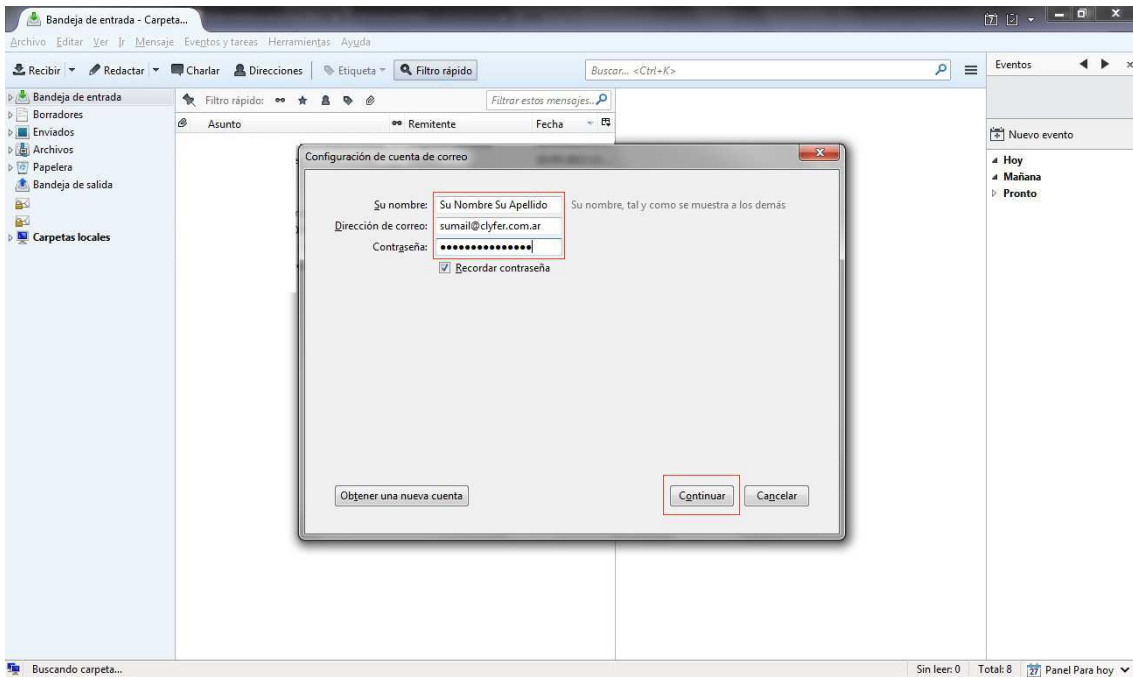 Bandeja de entrada - Carpeta...
7
Archivo Editar Ver Ir Mensaje Eventos y tareas Herramientas Ayuda
Recibir Redactar Charlar Direcciones Etiqueta Filtro rápido Buscar... <Ctrl+K>
Eventos
Bandeja de entrada
Borradores
Enviados
Archivos
Papelera
Bandeja de salida
Carpetas locales
Filtro rápido: Filtrar estos mensajes...
Asunto Remitente Fecha
Nuevo evento
Hoy
Mañana
Pronto
Configuración de cuenta de correo
Su nombre: Su Nombre Su Apellido Su nombre, tal y como se muestra a los demás
Dirección de correo: sumail@clyfer.com.ar
Contraseña: •••••••••••••••
Recordar contraseña
Obtener una nueva cuenta Continuar Cancelar
Buscando carpeta... Sin leer: 0 Total: 8 27 Panel Para hoy